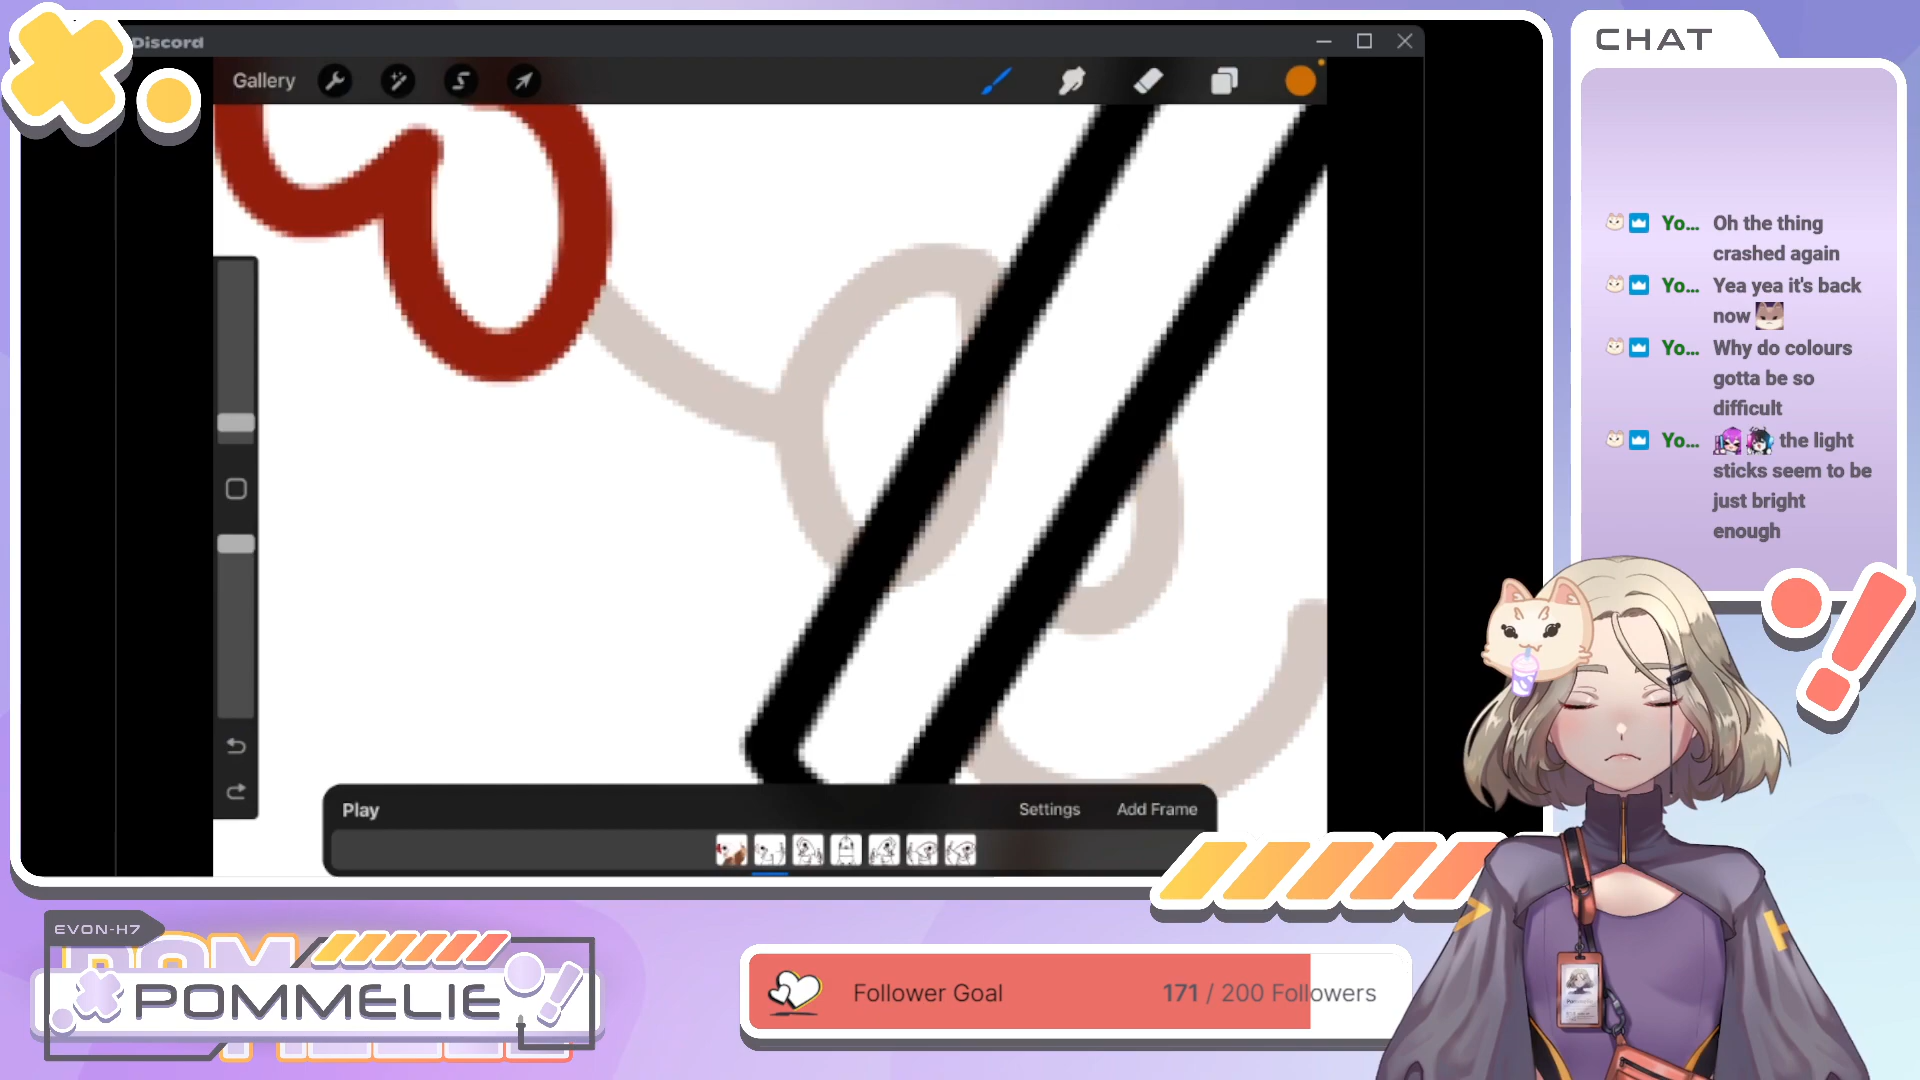 Discord
CHAT
Gallery
Yo... Oh the thing
crashed again
Yo... Yea yea it's back
now
Yo... Why do colours
gotta be so
difficult
Yo... the light
sticks seem to be
just bright
enough
Play
Settings
Add Frame
EVON-H7
POMMELIE
Follower Goal
171 / 200 Followers